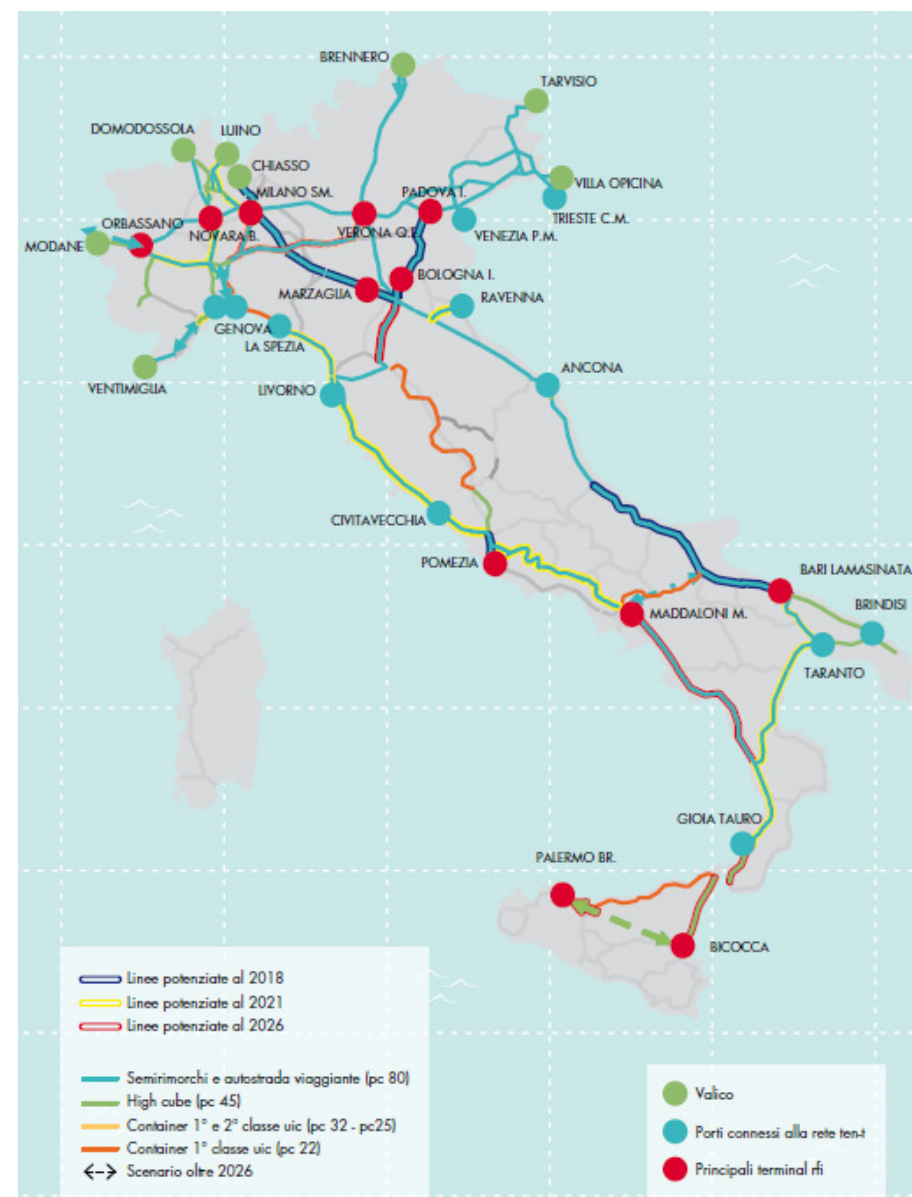 BRENNERO
TARVISIO
DOMODOSSOLA
LUINO
CHIASSO
MILANO SM.
PADOVA I.
VILLA OPICINA
ORBASSANO
TRIESTE C.M.
MODANE
NOVARA B.
VERONA Q.E.
VENEZIA P.M.
BOLOGNA I.
MARZAGLIA
RAVENNA
GENOVA
LA SPEZIA
VENTIMIGLIA
LIVORNO
ANCONA
CIVITAVECCHIA
POMEZIA
BARI LAMASINATA
MADDALONI M.
BRINDISI
TARANTO
GIOIA TAURO
PALERMO BR.
BICOCCA
Linee potenziate al 2018
Linee potenziate al 2021
Linee potenziate al 2026
Semirimorchi e autostrada viaggiante (pc 80)
High cube (pc 45)
Container 1° e 2° classe uic (pc 32 - pc25)
Container 1° classe uic (pc 22)
Scenario oltre 2026
Valico
Porti connessi alla rete ten-t
Principali terminal rfi